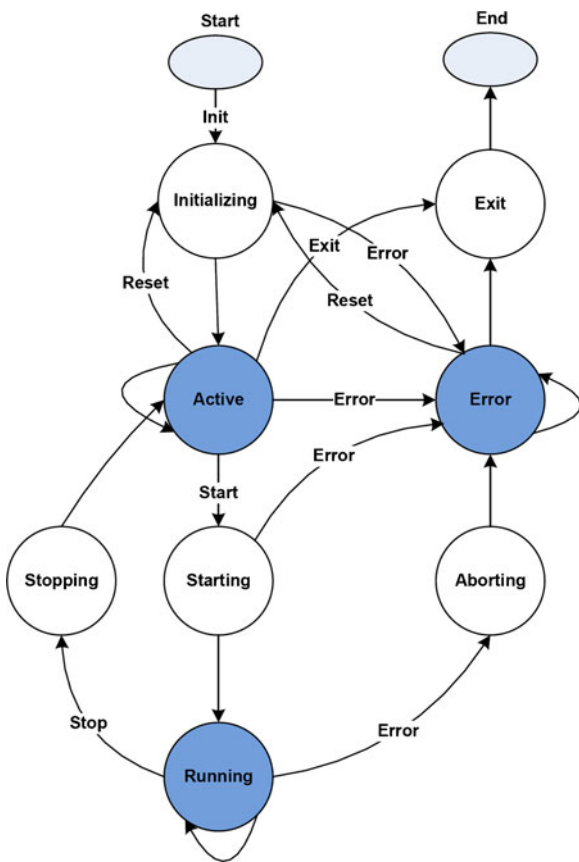 Start
End
Init
Initializing
Exit
Exit
Error
Reset
Reset
Active
Error
Error
Start
Error
Stopping
Starting
Aborting
Stop
Error
Running